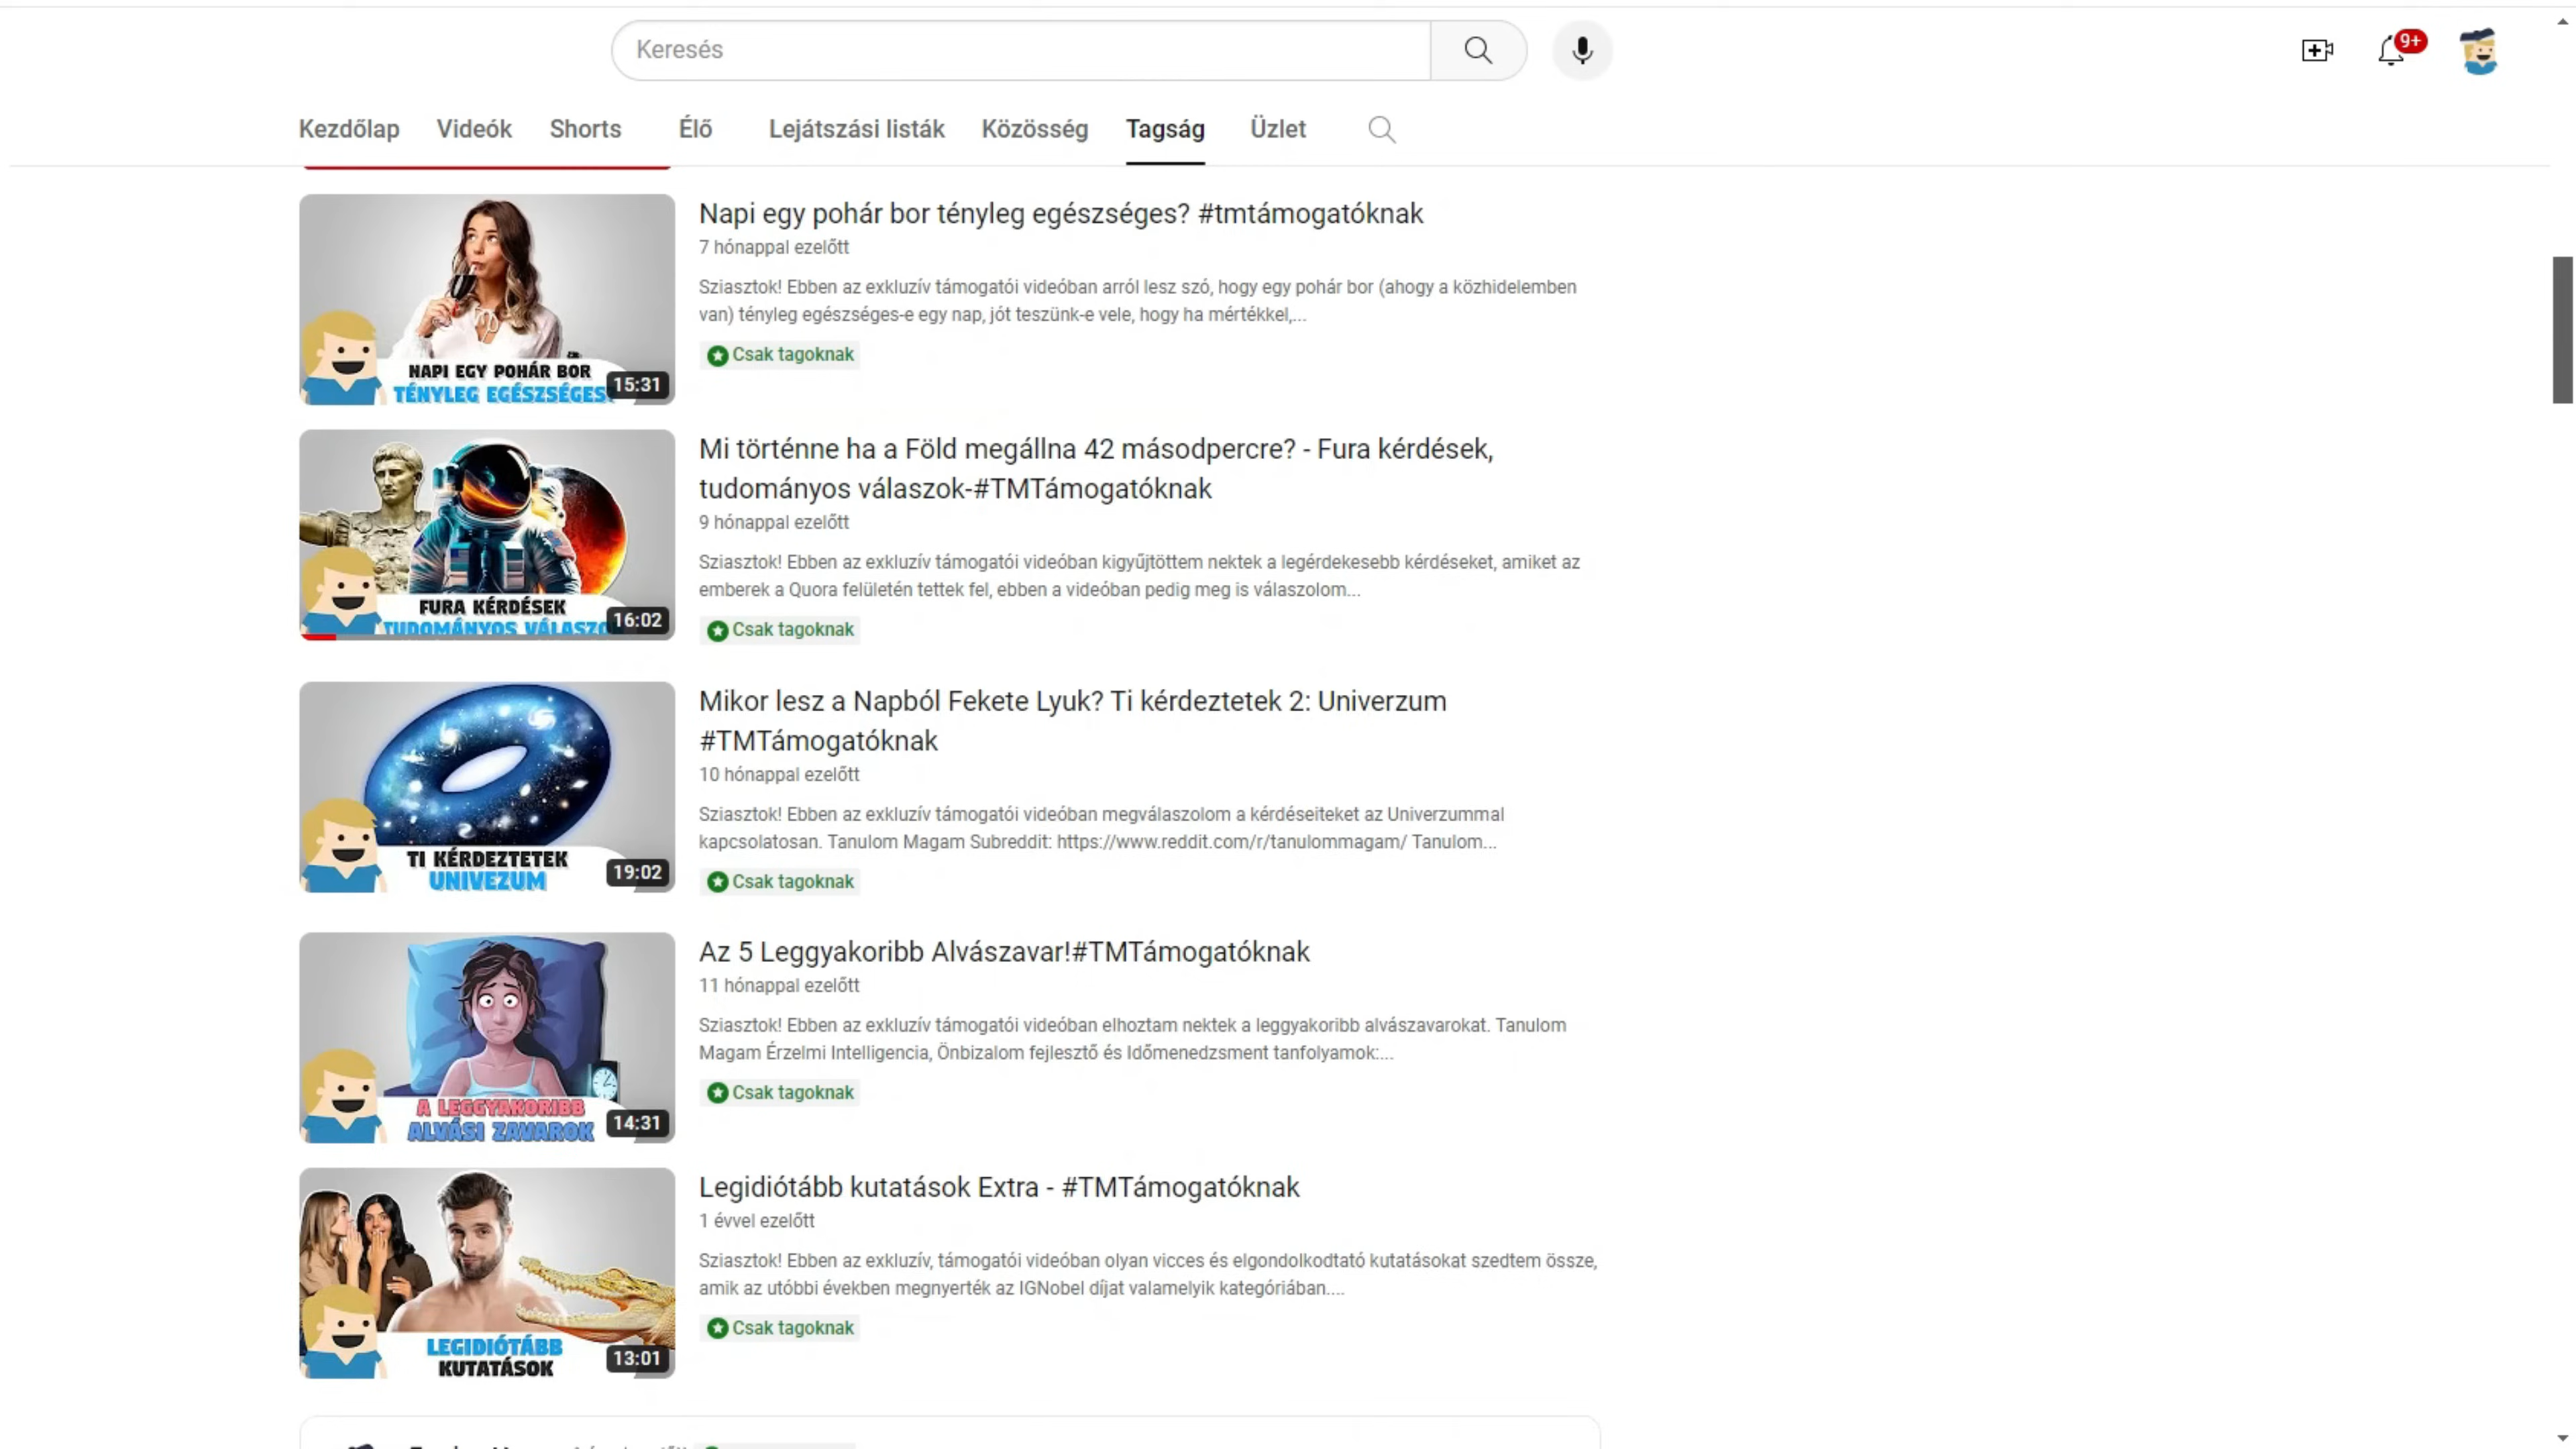 Keresés
9+
Kezdőlap
Videók
Shorts
Élő
Lejátszási listák
Közösség
Tagság
Üzlet
NAPI EGY POHÁR BOR
TÉNYLEG EGÉSZSÉGES
15:31
Napi egy pohár bor tényleg egészséges? #tmtámogatóknak
7 hónappal ezelőtt
Sziasztok! Ebben az exkluzív támogatói videóban arról lesz szó, hogy egy pohár bor (ahogy a közhidelemben
van) tényleg egészséges-e egy nap, jót teszünk-e vele, hogy ha mértékkel,...
Csak tagoknak
FURA KÉRDÉSEK
TUDOMÁNYOS VÁLASZO
16:02
Mi történne ha a Föld megállna 42 másodpercre? - Fura kérdések,
tudományos válaszok-#TMTámogatóknak
9 hónappal ezelőtt
Sziasztok! Ebben az exkluzív támogatói videóban kigyűjtöttem nektek a legérdekesebb kérdéseket, amiket az
emberek a Quora felületén tettek fel, ebben a videóban pedig meg is válaszolom...
Csak tagoknak
TI KÉRDEZTETEK
UNIVEZUM
19:02
Mikor lesz a Napból Fekete Lyuk? Ti kérdeztetek 2: Univerzum
#TMTámogatóknak
10 hónappal ezelőtt
Sziasztok! Ebben az exkluzív támogatói videóban megválaszolom a kérdéseiteket az Univerzummal
kapcsolatosan. Tanulom Magam Subreddit: https://www.reddit.com/r/tanulommagam/ Tanulom...
Csak tagoknak
A LEGGYAKORIBB
ALVÁSI ZAVAROK
14:31
Az 5 Leggyakoribb Alvászavar!#TMTámogatóknak
11 hónappal ezelőtt
Sziasztok! Ebben az exkluzív támogatói videóban elhoztam nektek a leggyakoribb alvászavarokat. Tanulom
Magam Érzelmi Intelligencia, Önbizalom fejlesztő és Időmenedzsment tanfolyamok:...
Csak tagoknak
LEGIDIÓTÁBB
KUTATÁSOK
13:01
Legidiótább kutatások Extra - #TMTámogatóknak
1 évvel ezelőtt
Sziasztok! Ebben az exkluzív, támogatói videóban olyan vicces és elgondolkodtató kutatásokat szedtem össze,
amik az utóbbi években megnyerték az IGNobel díjat valamelyik kategóriában....
Csak tagoknak